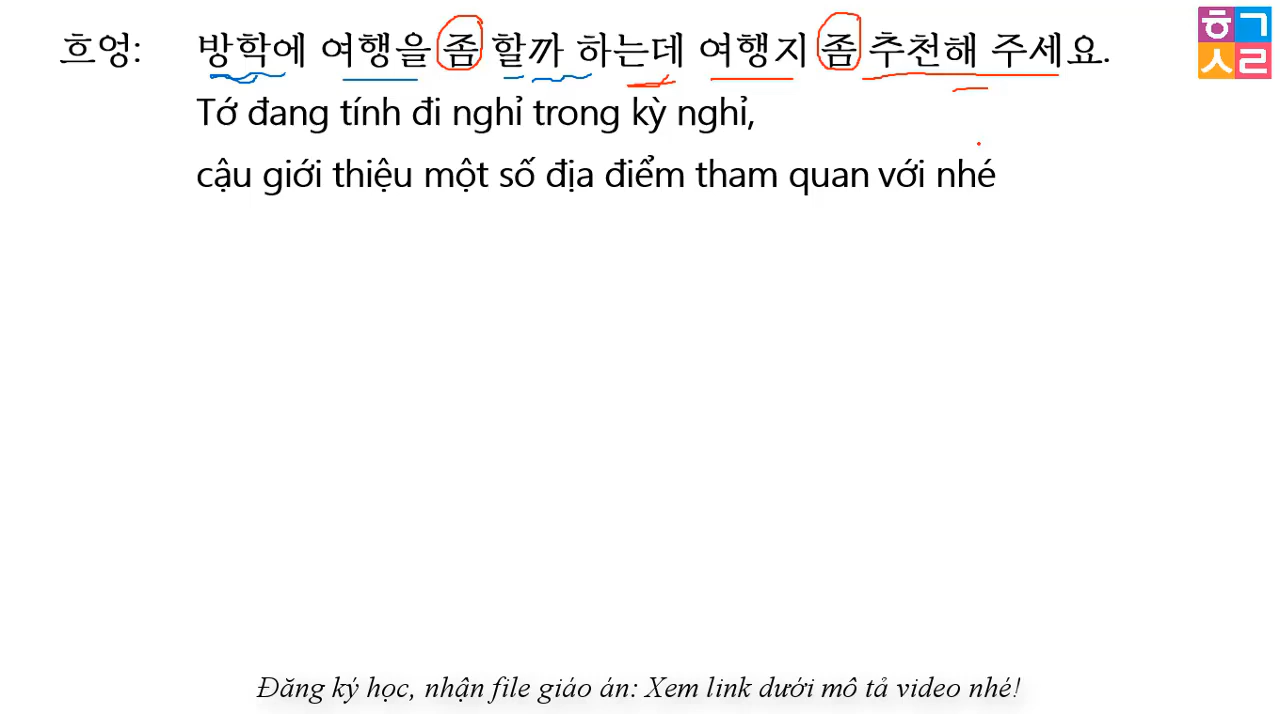 흐엉: 방학에 여행을 좀 할까 하는데 여행지 좀 추천해 주세요.
Tớ đang tính đi nghỉ trong kỳ nghỉ,
cậu giới thiệu một số địa điểm tham quan với nhé
Đăng ký học, nhận file giáo án: Xem link dưới mô tả video nhé!
ㅎㄱ
ㅅㄹ